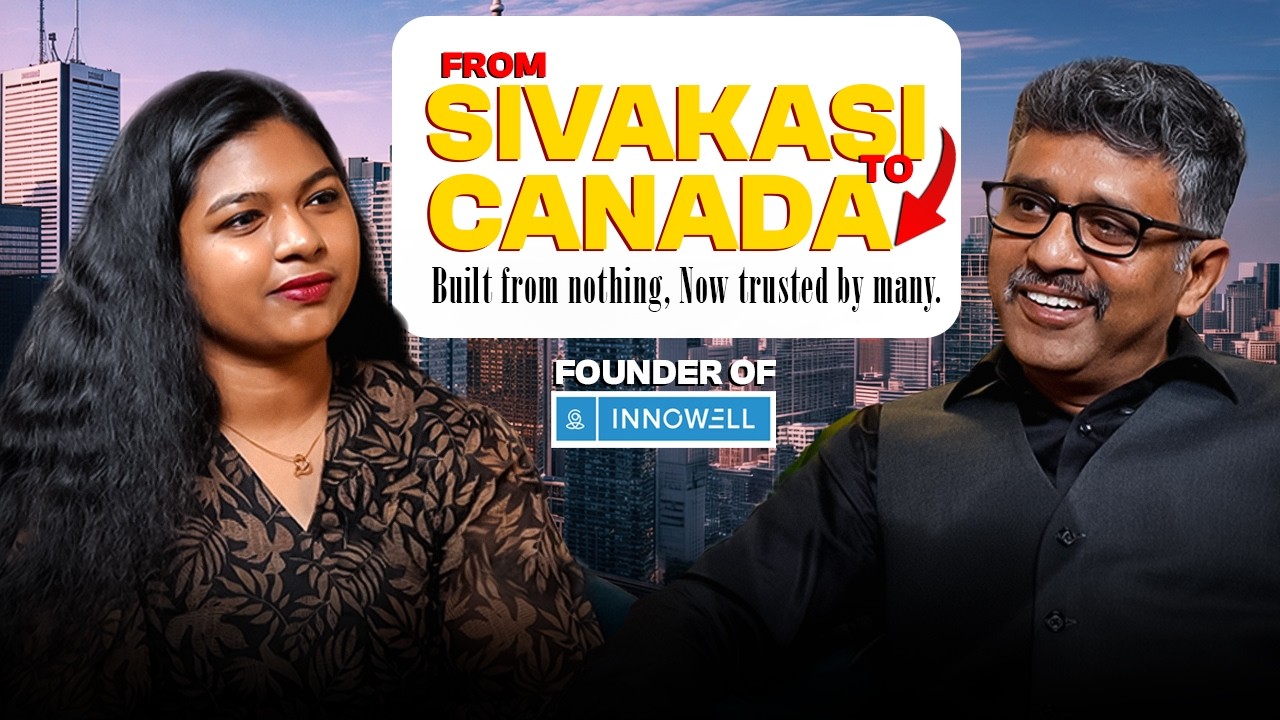 FROM
SIVAKASI
TO
CANADA
Built from nothing, Now trusted by many.
FOUNDER OF
INNOWELL